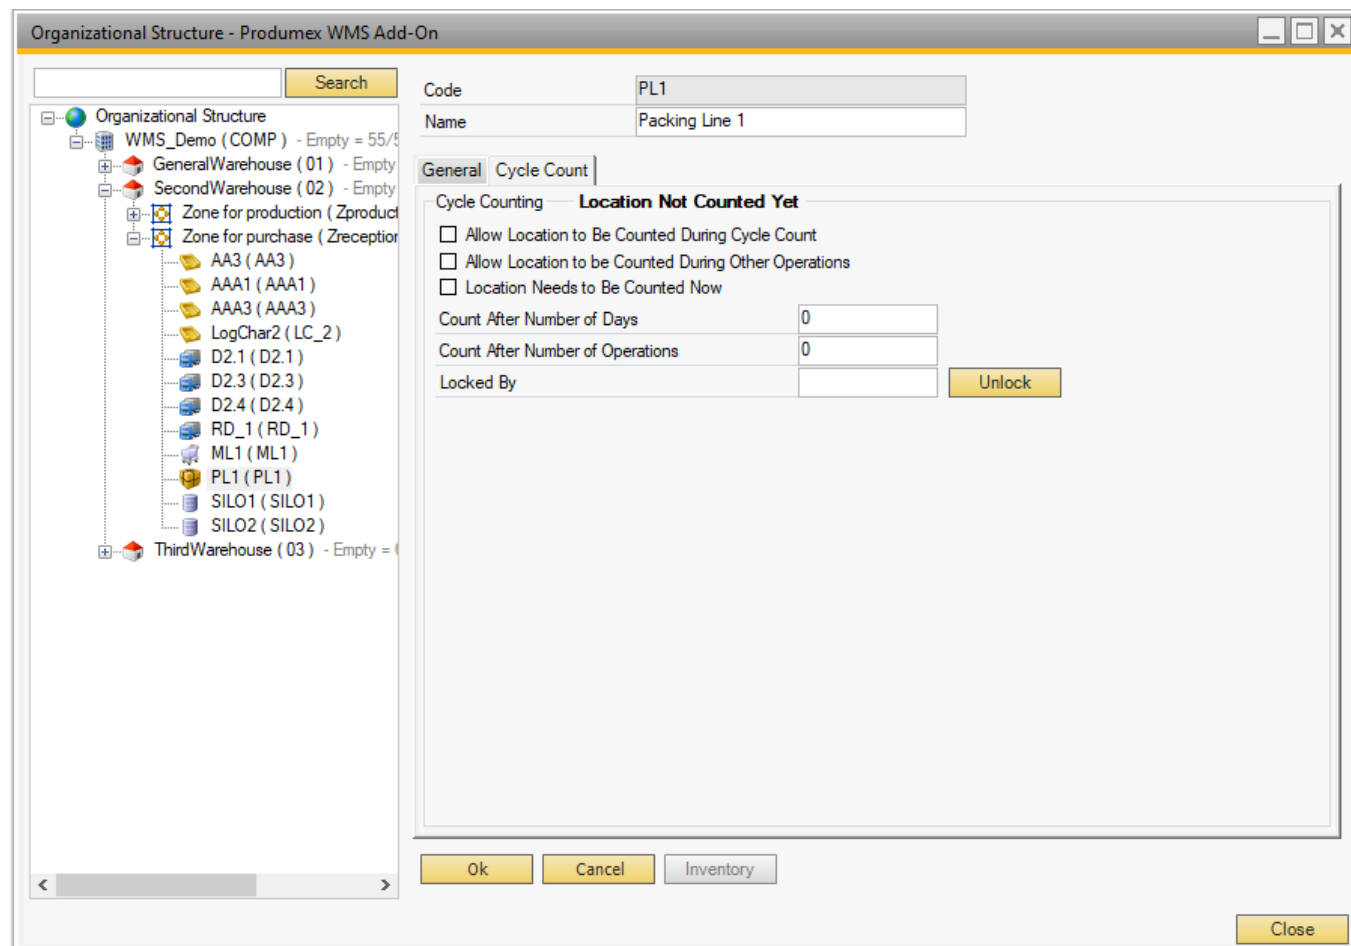 Organizational Structure - Produmex WMS Add-On
Search
Organizational Structure
WMS_Demo ( COMP ) - Empty = 55/5
GeneralWarehouse ( 01 ) - Empty
SecondWarehouse ( 02 ) - Empty
Zone for production ( Zproduct
Zone for purchase ( Zreception
AA3 ( AA3 )
AAA1 ( AAA1 )
AAA3 ( AAA3 )
LogChar2 ( LC_2 )
D2.1 ( D2.1 )
D2.3 ( D2.3 )
D2.4 ( D2.4 )
RD_1 ( RD_1 )
ML1 ( ML1 )
PL1 ( PL1 )
SILO1 ( SILO1 )
SILO2 ( SILO2 )
ThirdWarehouse ( 03 ) - Empty =
Code PL1
Name Packing Line 1
General Cycle Count
Cycle Counting Location Not Counted Yet
Allow Location to Be Counted During Cycle Count
Allow Location to be Counted During Other Operations
Location Needs to Be Counted Now
Count After Number of Days 0
Count After Number of Operations 0
Locked By Unlock
Ok Cancel Inventory
Close